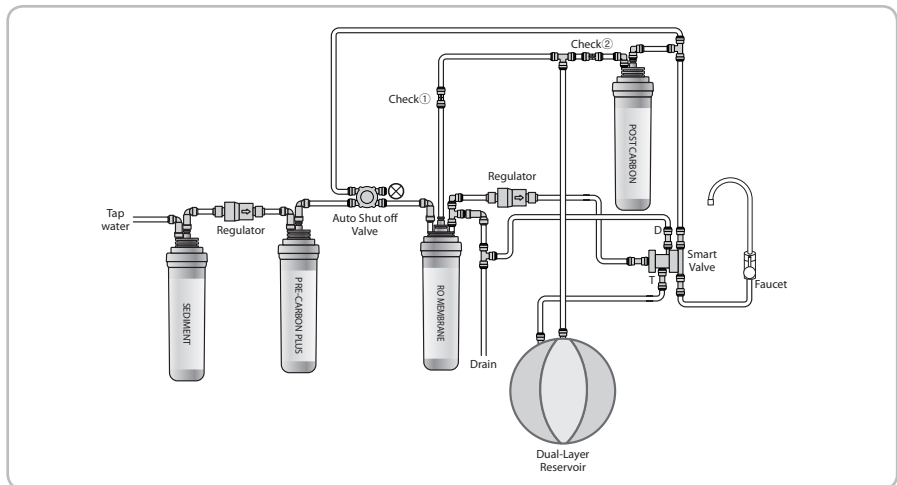 Check②
Check①
POST CARBON
Regulator
Tap
water
Regulator
Auto Shut off
Valve
D
Smart
Valve
T
Faucet
SEDIMENT
PRE-CARBON PLUS
RO MEMBRANE
Drain
Dual-Layer
Reservoir